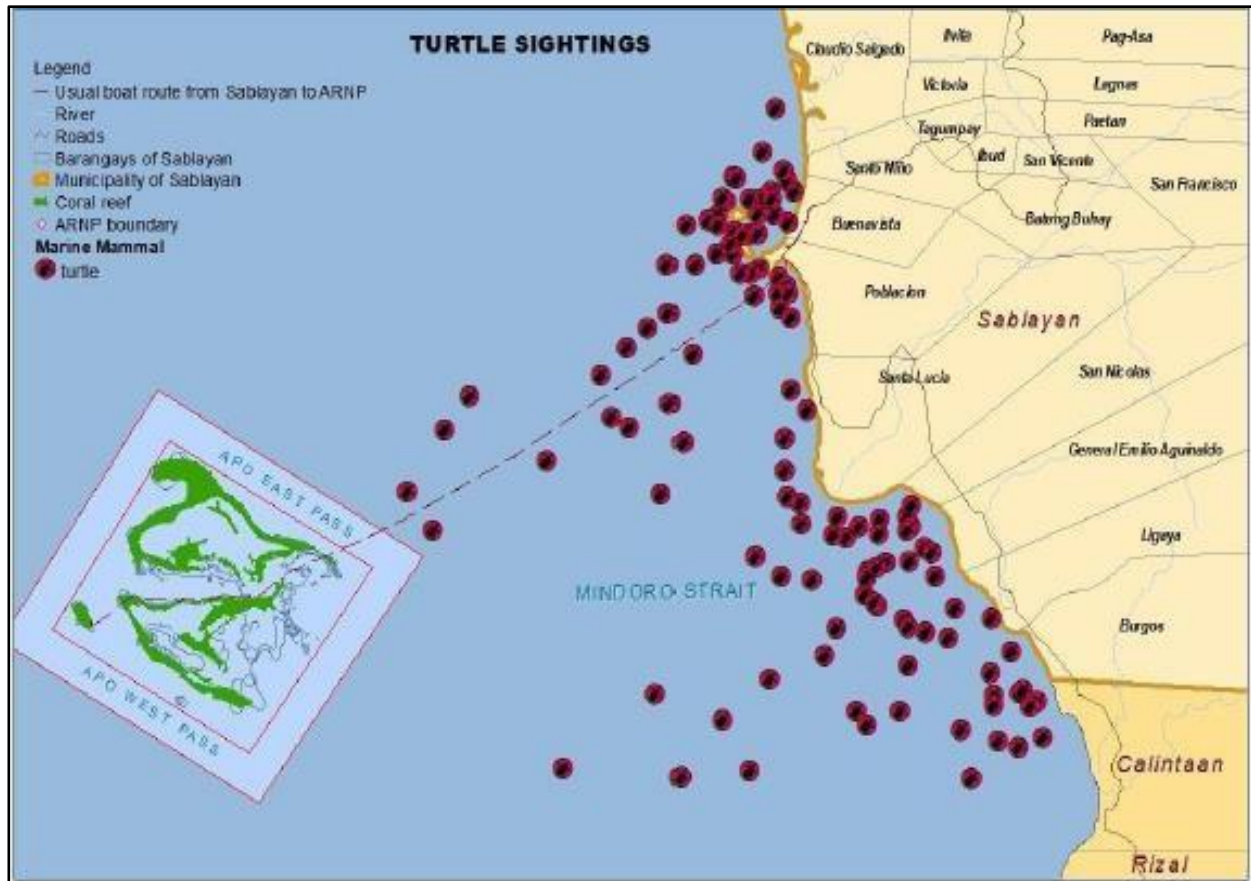 TURTLE SIGHTINGS
Legend
Usual boat route from Sablayan to ARNP
River
Roads
Barangays of Sablayan
Municipality of Sablayan
Coral reef
ARNP boundary
Marine Mammal
turtle
Claudio Salgado
Ilvita
Pag-Asa
Victoria
Lagnas
Tagumpay
Paetan
Ibud
San Vicente
Santo Niño
San Francisco
Buenavista
Batong Buhay
Poblacion
Sablayan
Santa Lucia
San Nicolas
General Emilio Aguinaldo
APO EAST PASS
Ligaya
MINDORO STRAIT
Burgos
APO WEST PASS
Calintaan
Rizal